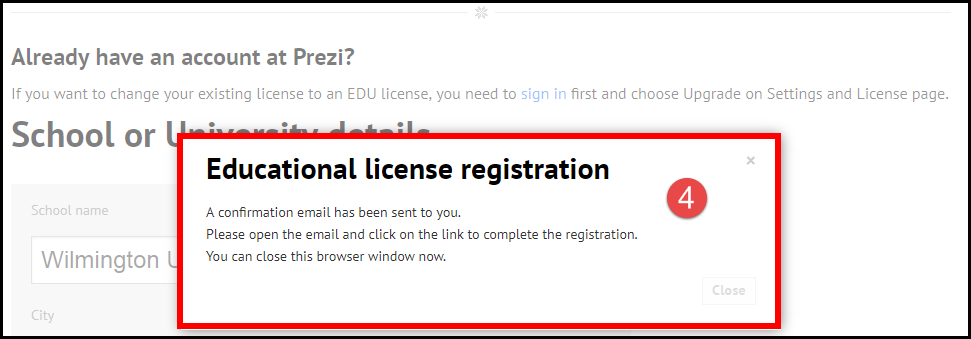 Already have an account at Prezi?
If you want to change your existing license to an EDU license, you need to sign in first and choose Upgrade on Settings and License page.
School or University details
Educational license registration
×
4
A confirmation email has been sent to you.
Please open the email and click on the link to complete the registration.
You can close this browser window now.
Close
School name
Wilmington U
City